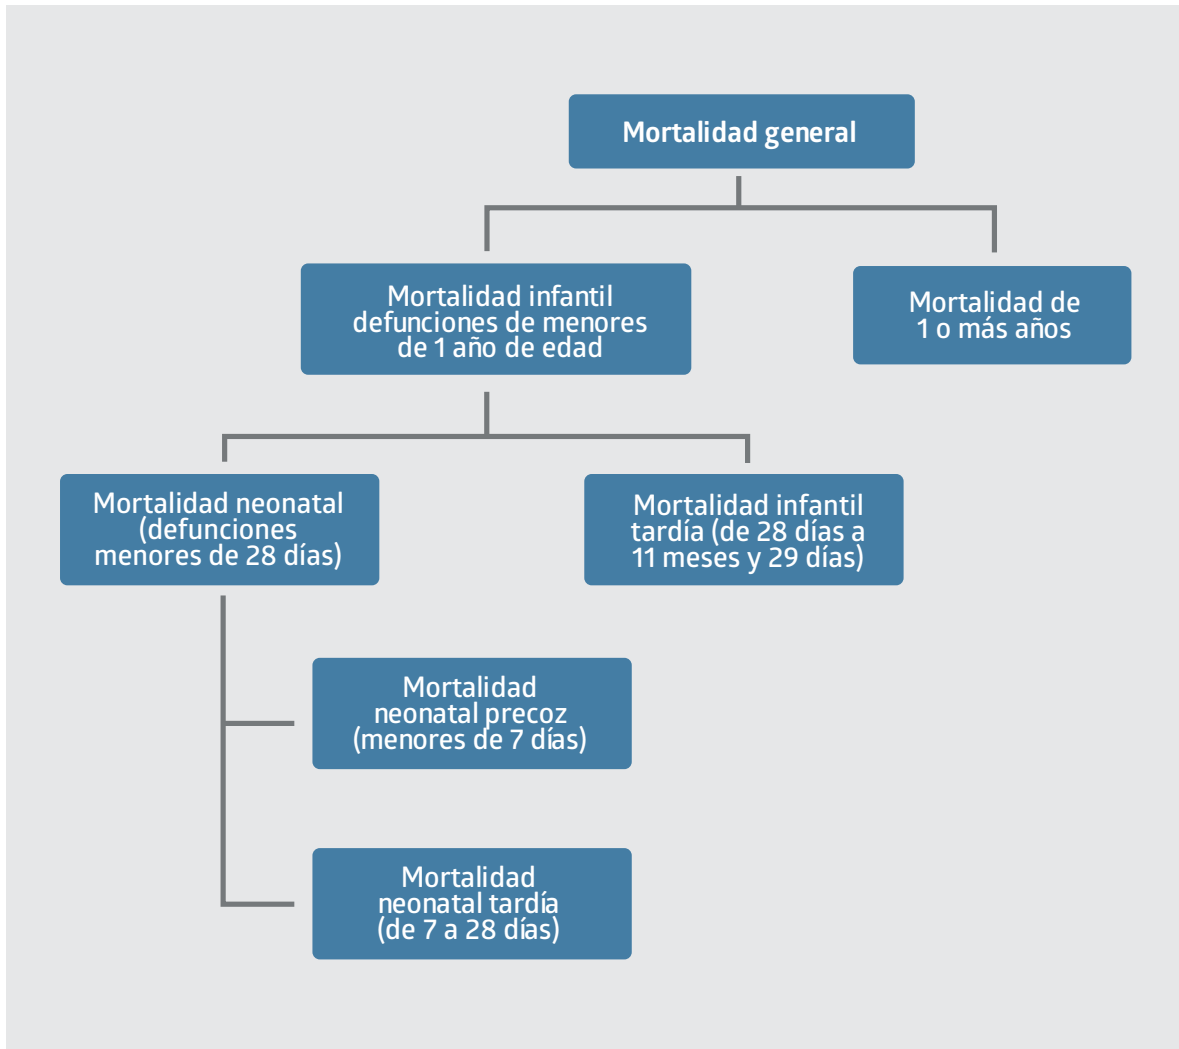 Mortalidad general
Mortalidad infantil
defunciones de menores
de 1 año de edad
Mortalidad de
1 o más años
Mortalidad neonatal
(defunciones
menores de 28 días)
Mortalidad infantil
tardía (de 28 días a
11 meses y 29 días)
Mortalidad
neonatal precoz
(menores de 7 días)
Mortalidad
neonatal tardía
(de 7 a 28 días)